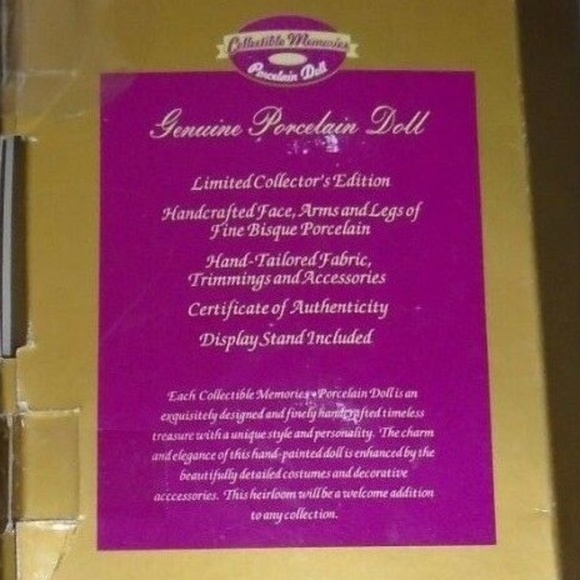 Collectible Memories
Porcelain Doll
Genuine Porcelain Doll
Limited Collector's Edition
Handcrafted Face, Arms and Legs of
Fine Bisque Porcelain
Hand-Tailored Fabric,
Trimmings and Accessories
Certificate of Authenticity
Display Stand Included
Each Collectible Memories • Porcelain Doll is an
exquisitely designed and finely handcrafted timeless
treasure with a unique style and personality. The charm
and elegance of this hand-painted doll is enhanced by the
beautifully detailed costumes and decorative
acccessories. This heirloom will be a welcome addition
to any collection.